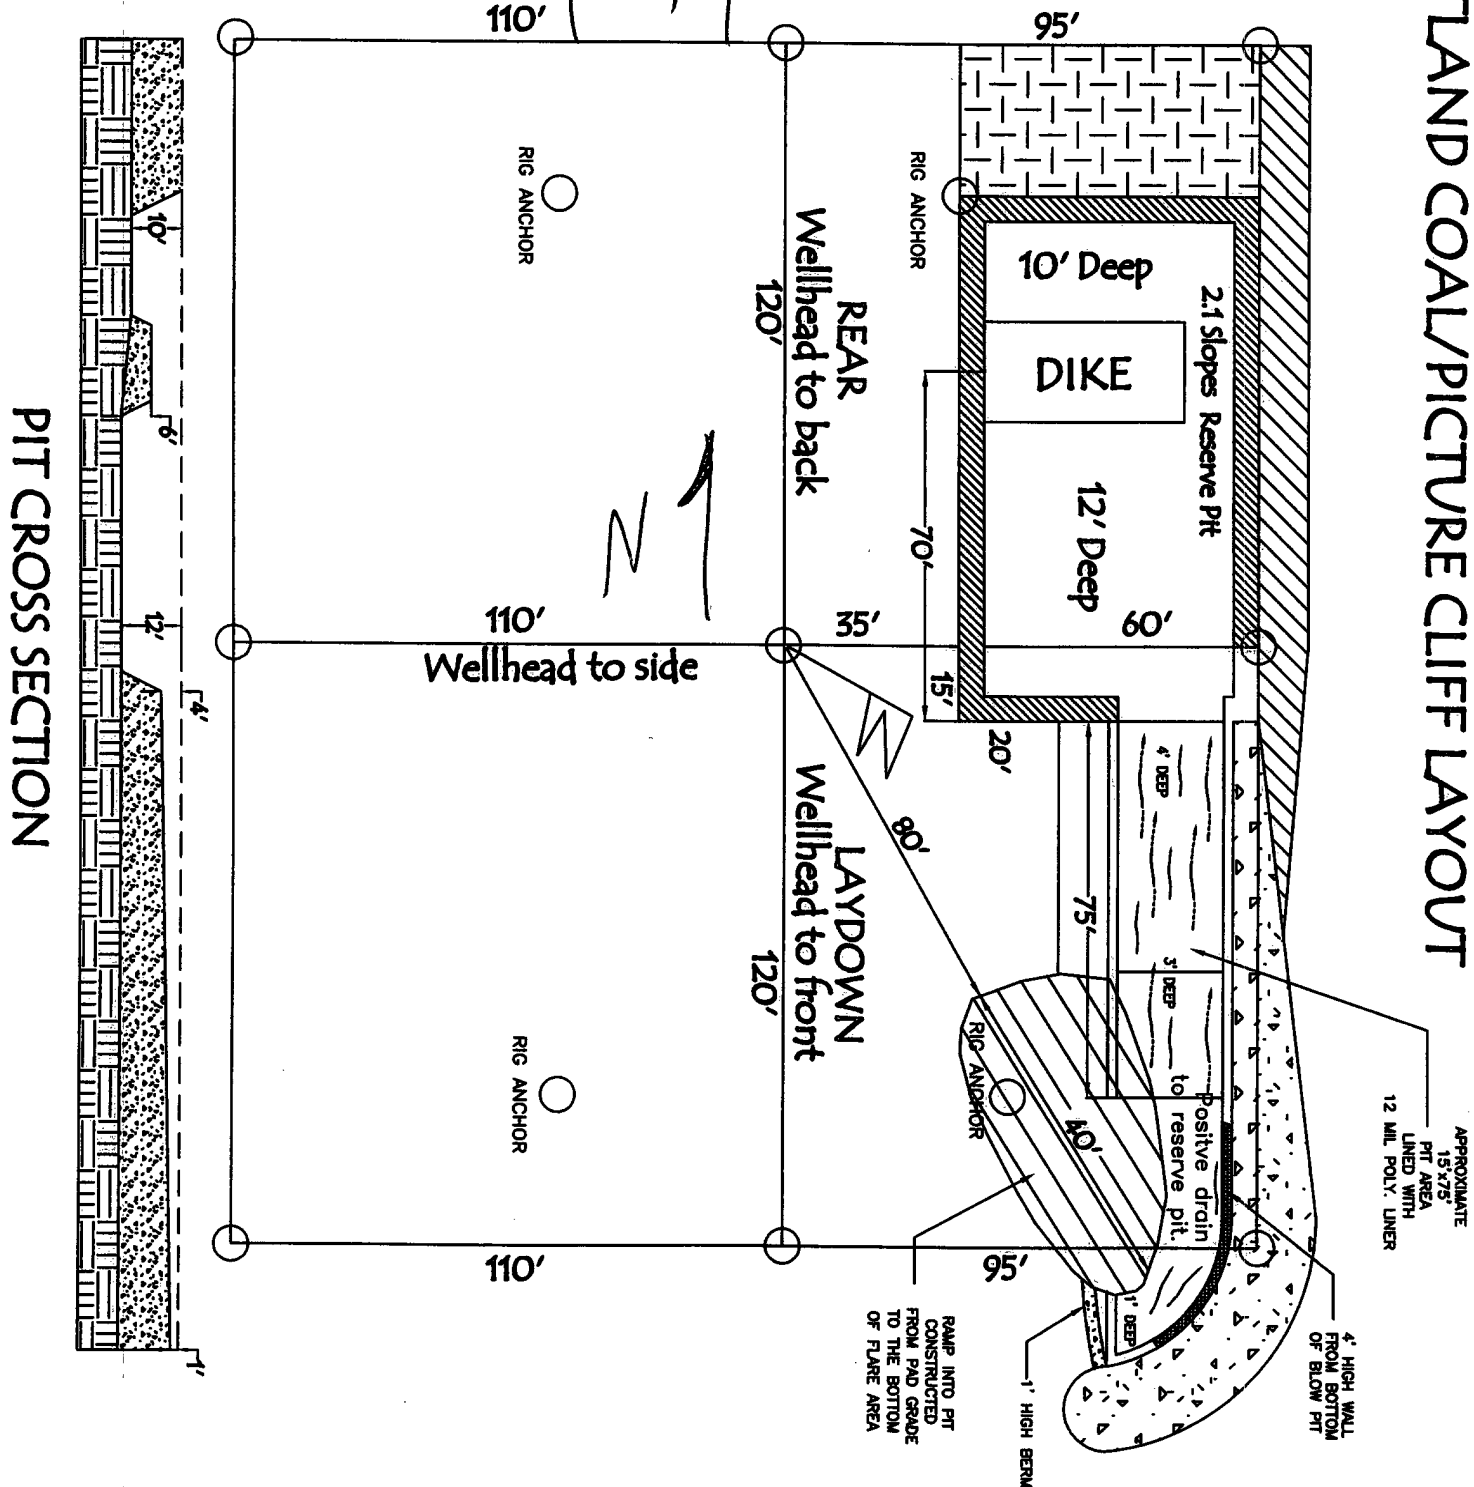 TLAND COAL/PICTURE CLIFF LAYOUT
110'
95'
RIG ANCHOR
RIG ANCHOR
REAR
Wellhead to back
120'
10' Deep
2.1 Slopes Reserve Pit
DIKE
12' Deep
70'
15'
N
110'
Wellhead to side
35'
60'
20'
80'
LAYDOWN
Wellhead to front
120'
4' DEEP
3' DEEP
75'
Positve drain
to reserve pit.
40'
RIG ANCHOR
RIG ANCHOR
1' DEEP
110'
95'
APPROXIMATE
15'x75'
PIT AREA
LINED WITH
12 MIL POLY. LINER
4' HIGH WALL
FROM BOTTOM
OF BLOW PIT
1' HIGH BERM
RAMP INTO PIT
CONSTRUCTED
FROM PAD GRADE
TO THE BOTTOM
OF FLARE AREA
10'
6'
12'
4'
1'
PIT CROSS SECTION